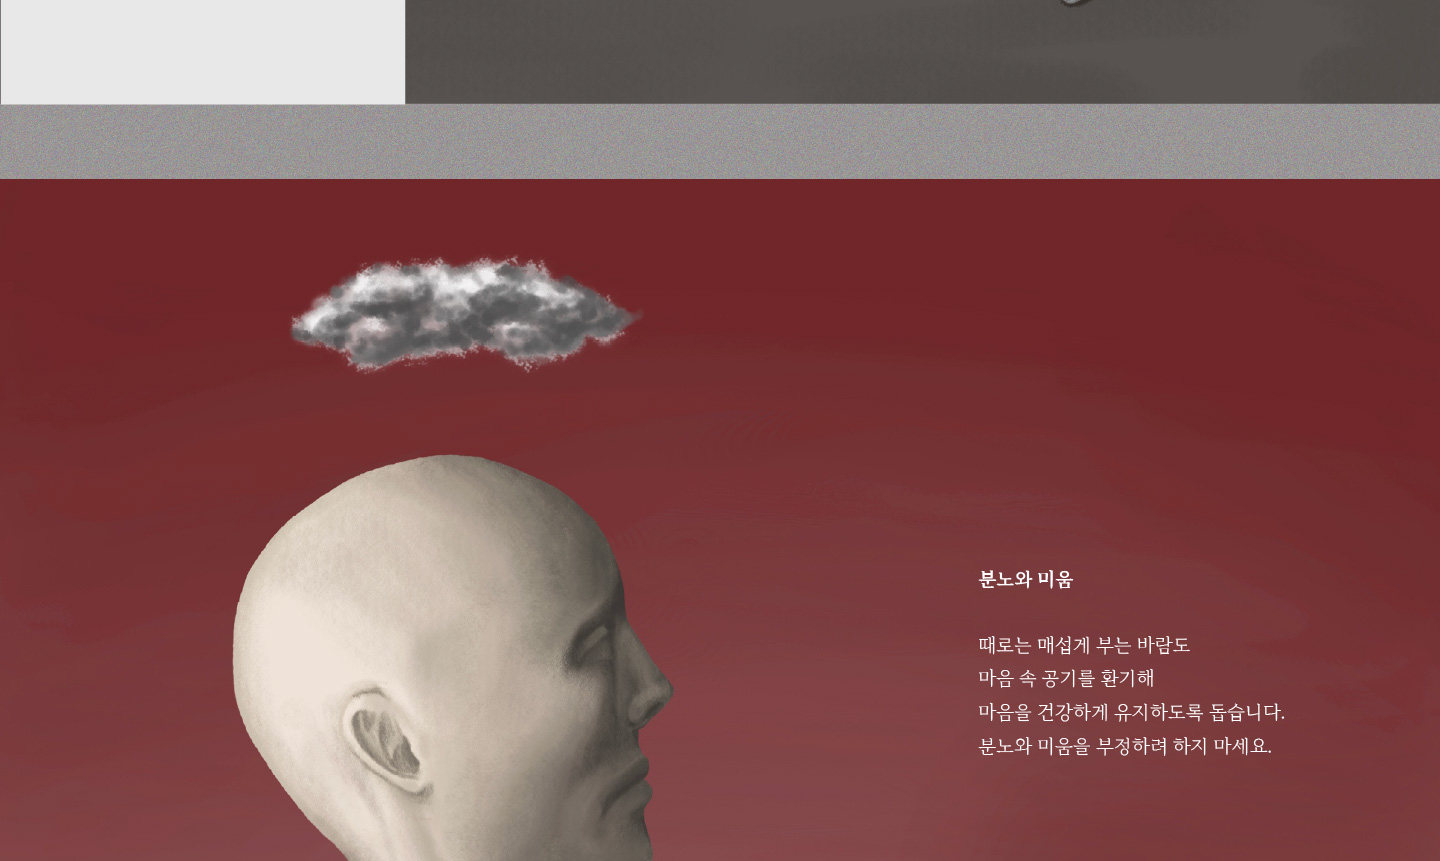 분노와 미움
때로는 매섭게 부는 바람도
마음 속 공기를 환기해
마음을 건강하게 유지하도록 돕습니다.
분노와 미움을 부정하려 하지 마세요.